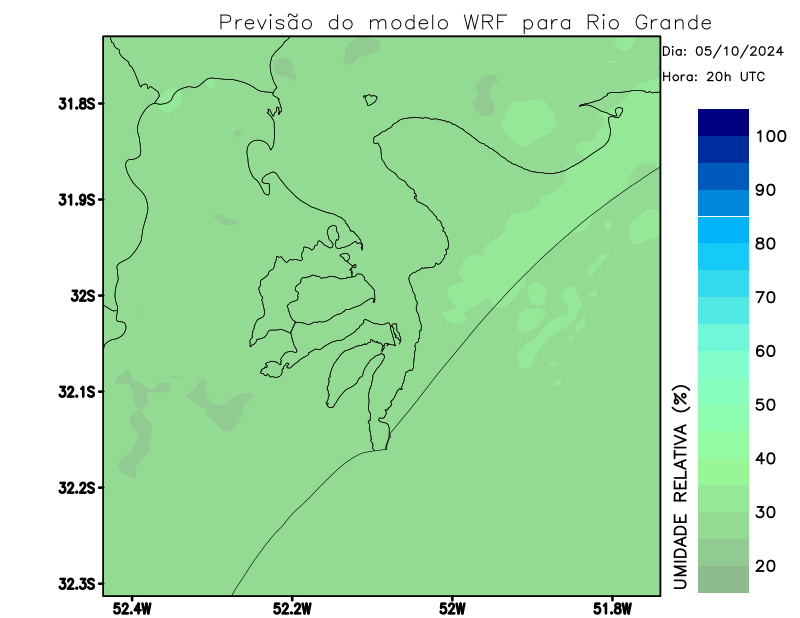 Previsão do modelo WRF para Rio Grande
Dia: 05/10/2024
Hora: 20h UTC
31.8S
31.9S
32S
32.1S
32.2S
32.3S
52.4W
52.2W
52W
51.8W
100
90
80
70
60
50
40
30
20
UMIDADE RELATIVA (%)